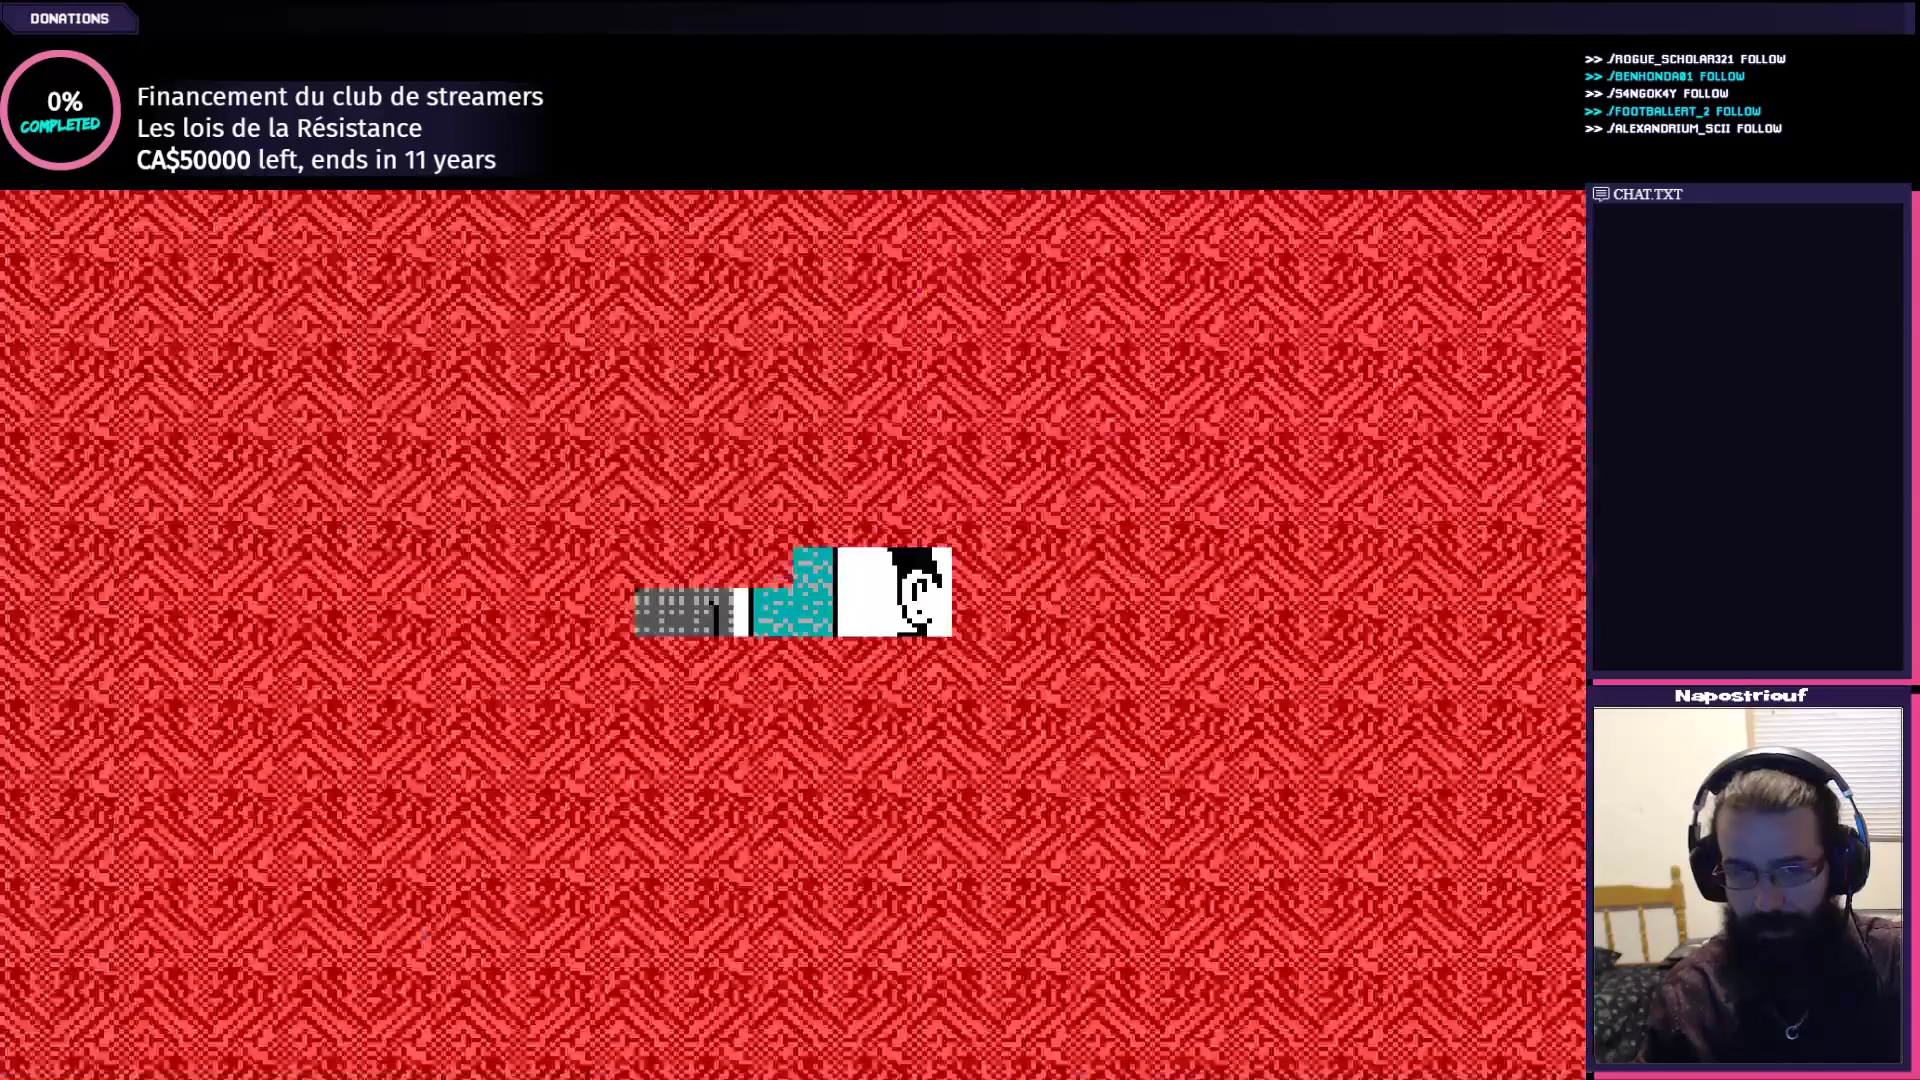 DONATIONS
0%
COMPLETED
Financement du club de streamers
Les lois de la Résistance
CA$50000 left, ends in 11 years
>> ./ROGUE_SCHOLAR321 FOLLOW
>> ./BENHONDA01 FOLLOW
>> ./S4NGOK4Y FOLLOW
>> ./FOOTBALLERT_2 FOLLOW
>> ./ALEXANDRIUM_SCII FOLLOW
CHAT.TXT
Napostriouf